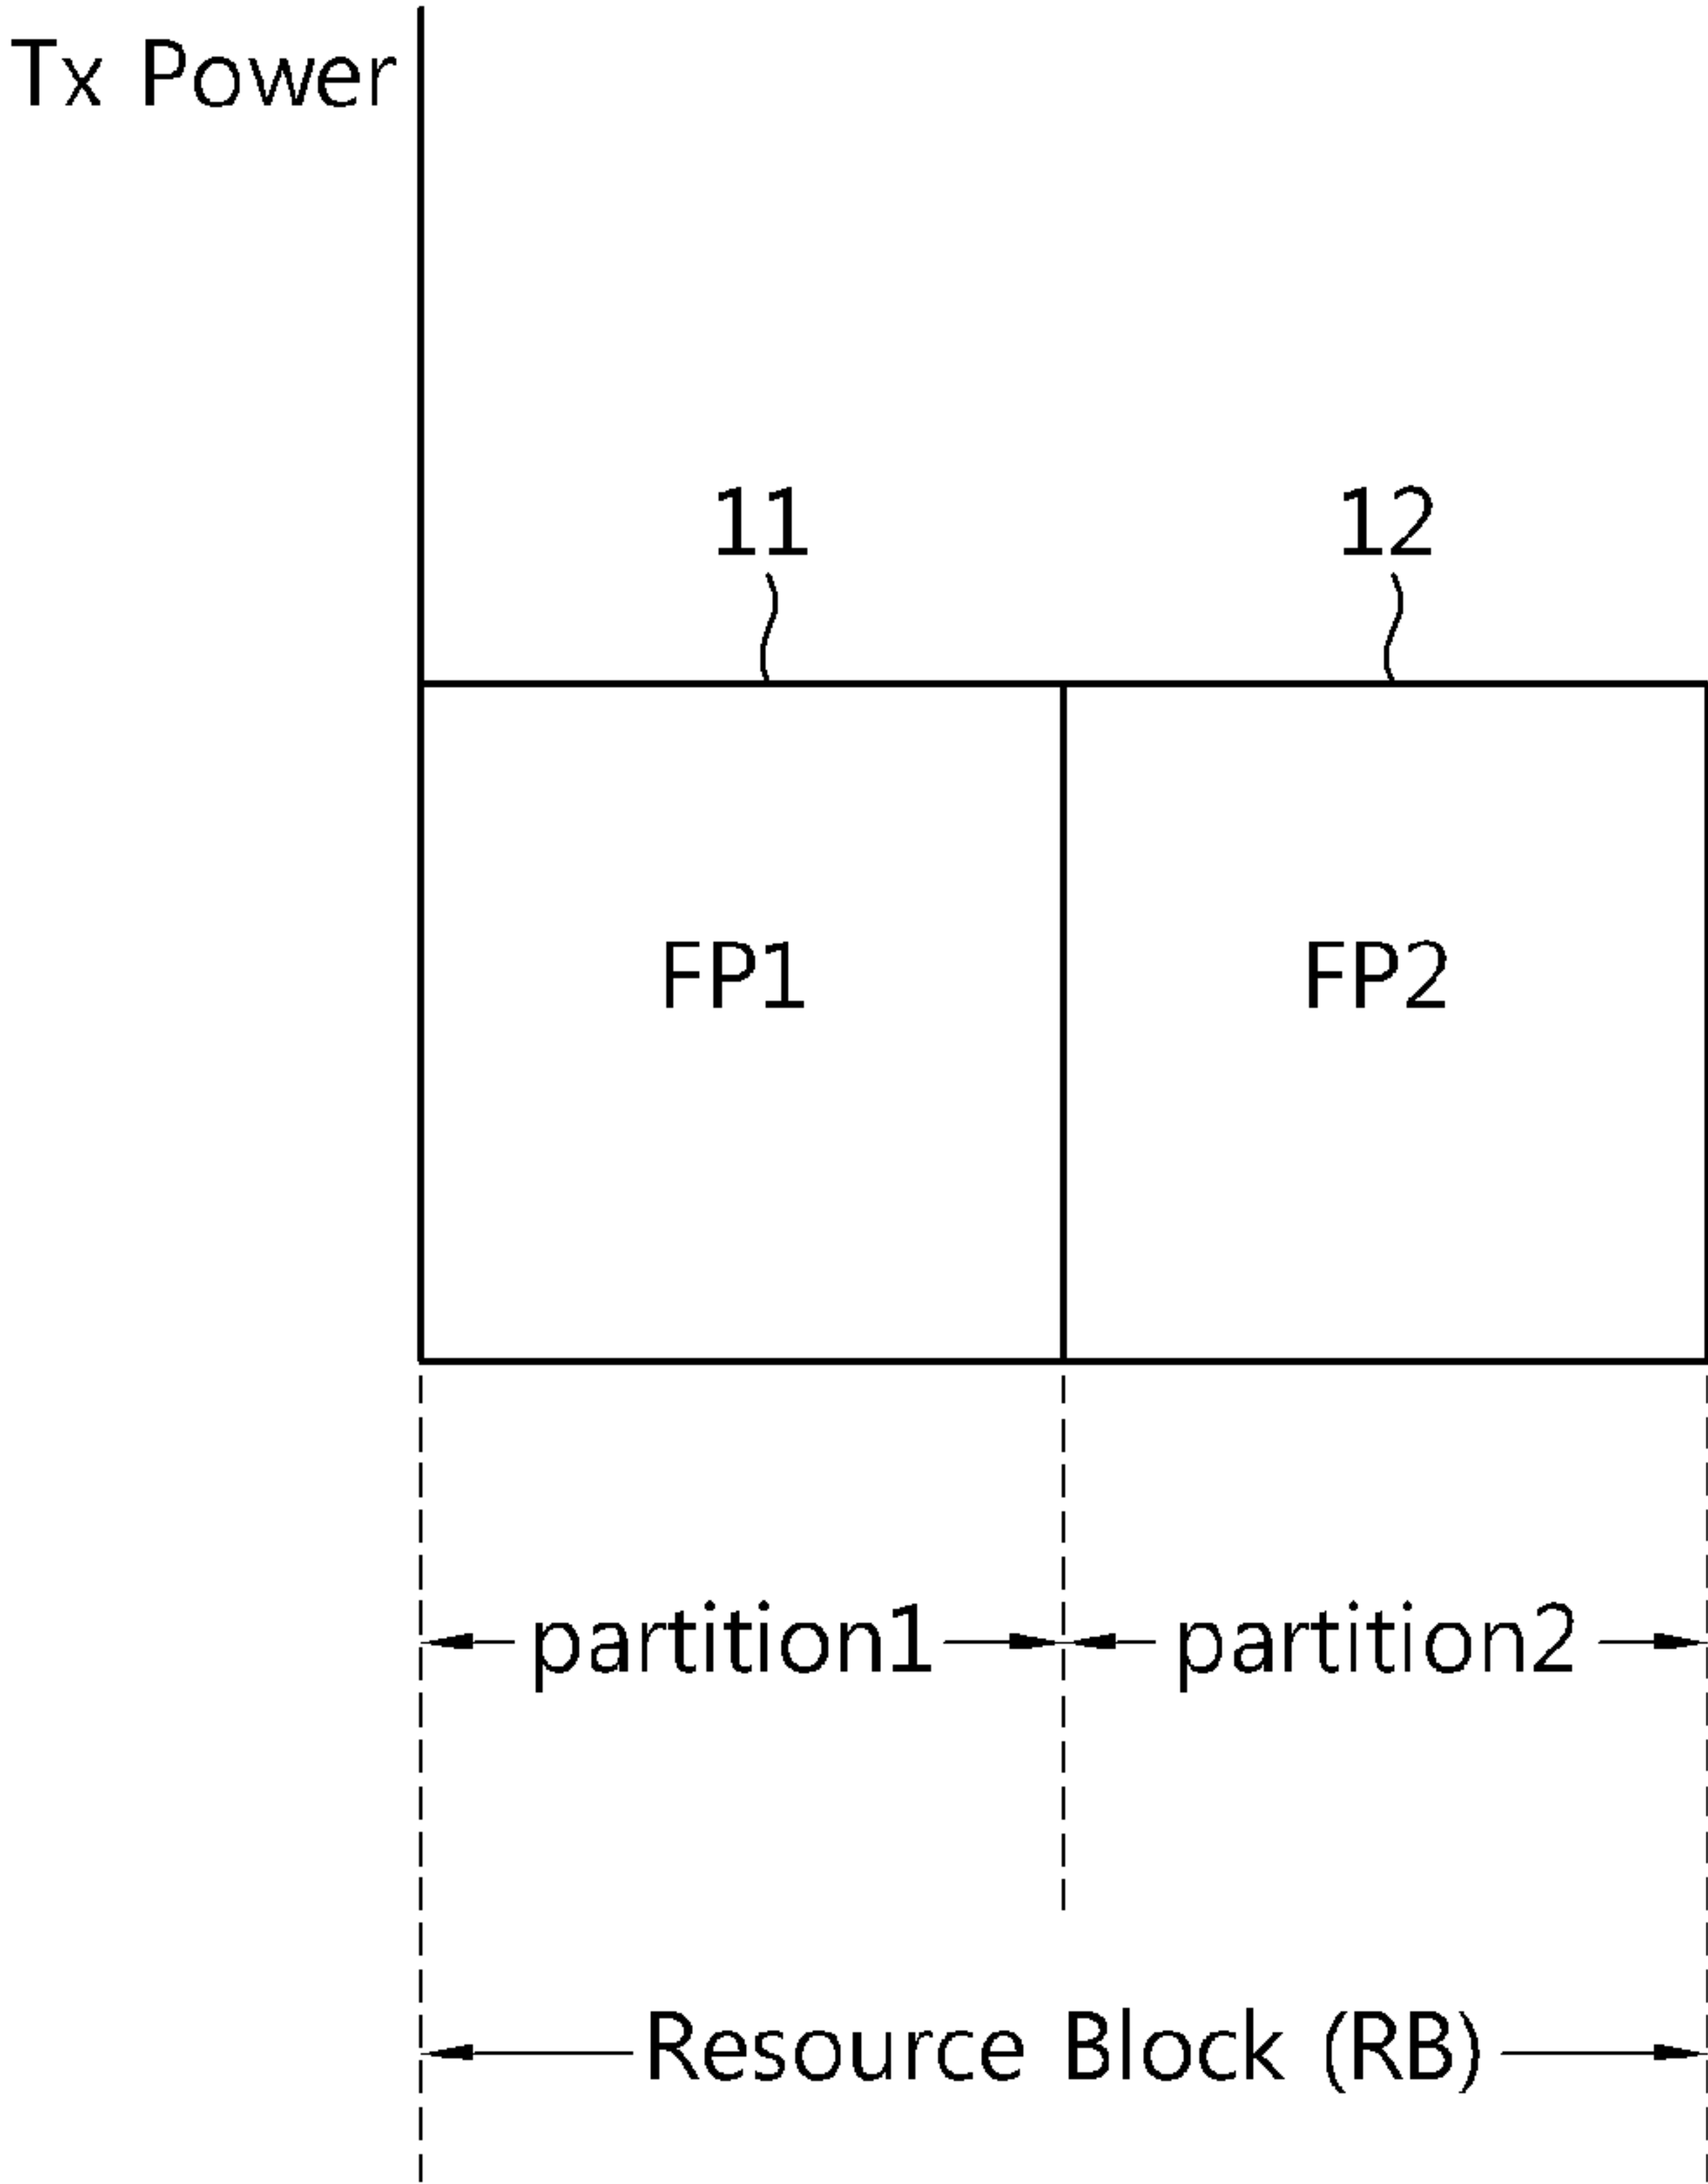 Tx Power
11 12
FP1 FP2
partition1 partition2
Resource Block (RB)